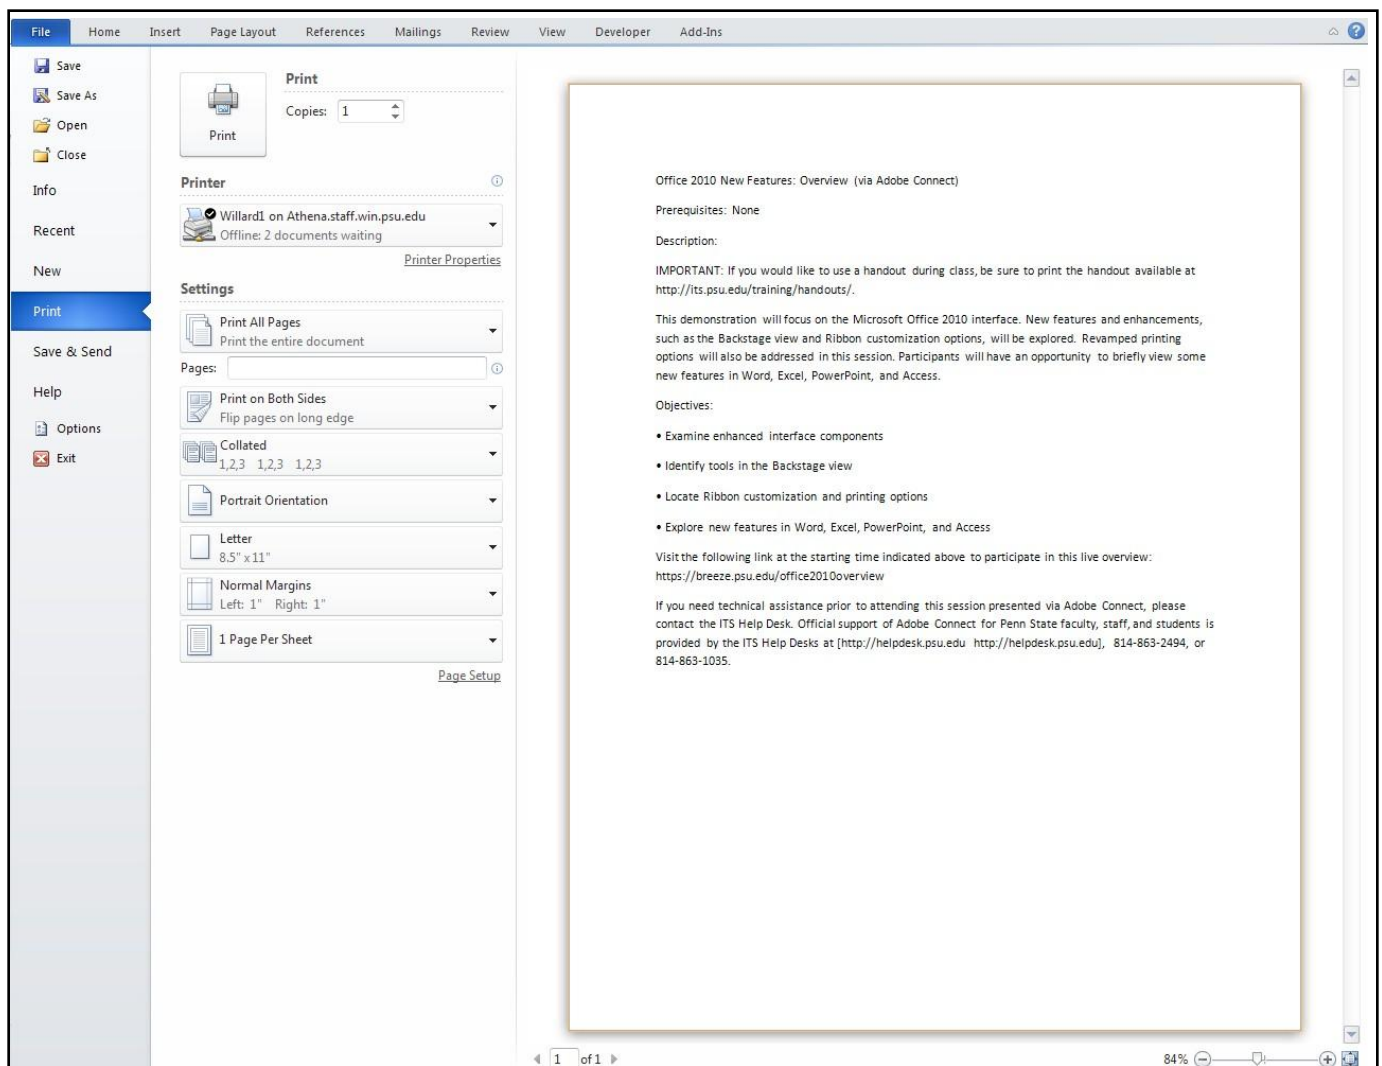 File Home Insert Page Layout References Mailings Review View Developer Add-Ins
Save
Save As
Open
Close
Info
Recent
New
Print
Save & Send
Help
Options
Exit
Print
Print
Copies: 1
Printer
Willard1 on Athena.staff.win.psu.edu
Offline: 2 documents waiting
Printer Properties
Settings
Print All Pages
Print the entire document
Pages:
Print on Both Sides
Flip pages on long edge
Collated
1,2,3 1,2,3 1,2,3
Portrait Orientation
Letter
8.5" x 11"
Normal Margins
Left: 1" Right: 1"
1 Page Per Sheet
Page Setup
Office 2010 New Features: Overview (via Adobe Connect)
Prerequisites: None
Description:
IMPORTANT: If you would like to use a handout during class, be sure to print the handout available at
http://its.psu.edu/training/handouts/.
This demonstration will focus on the Microsoft Office 2010 interface. New features and enhancements,
such as the Backstage view and Ribbon customization options, will be explored. Revamped printing
options will also be addressed in this session. Participants will have an opportunity to briefly view some
new features in Word, Excel, PowerPoint, and Access.
Objectives:
• Examine enhanced interface components
• Identify tools in the Backstage view
• Locate Ribbon customization and printing options
• Explore new features in Word, Excel, PowerPoint, and Access
Visit the following link at the starting time indicated above to participate in this live overview:
https://breeze.psu.edu/office2010overview
If you need technical assistance prior to attending this session presented via Adobe Connect, please
contact the ITS Help Desk. Official support of Adobe Connect for Penn State faculty, staff, and students is
provided by the ITS Help Desks at [http://helpdesk.psu.edu http://helpdesk.psu.edu], 814-863-2494, or
814-863-1035.
1 of 1
84%